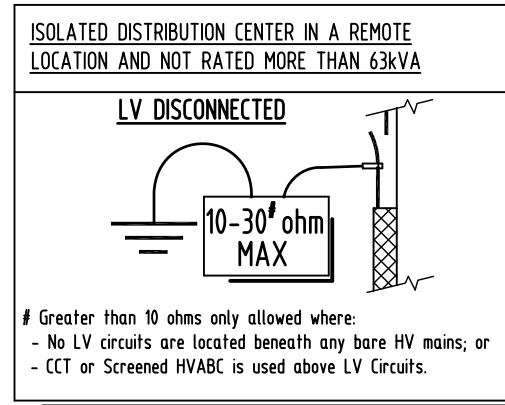 ISOLATED DISTRIBUTION CENTER IN A REMOTE
LOCATION AND NOT RATED MORE THAN 63kVA
LV DISCONNECTED
10-30# ohm
MAX
# Greater than 10 ohms only allowed where:
- No LV circuits are located beneath any bare HV mains; or
- CCT or Screened HVABC is used above LV Circuits.